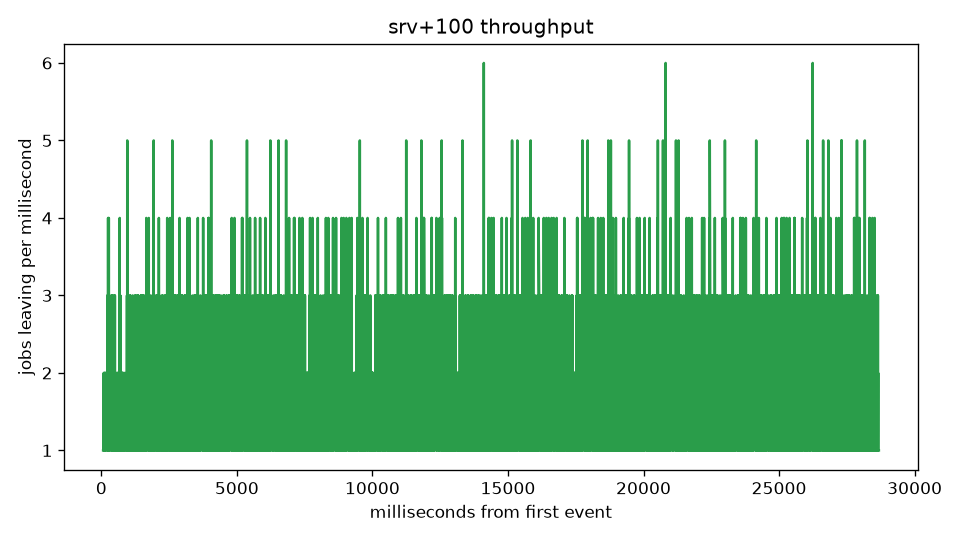 srv+100 throughput
jobs leaving per millisecond
6
5
4
3
2
1
0 5000 10000 15000 20000 25000 30000
milliseconds from first event